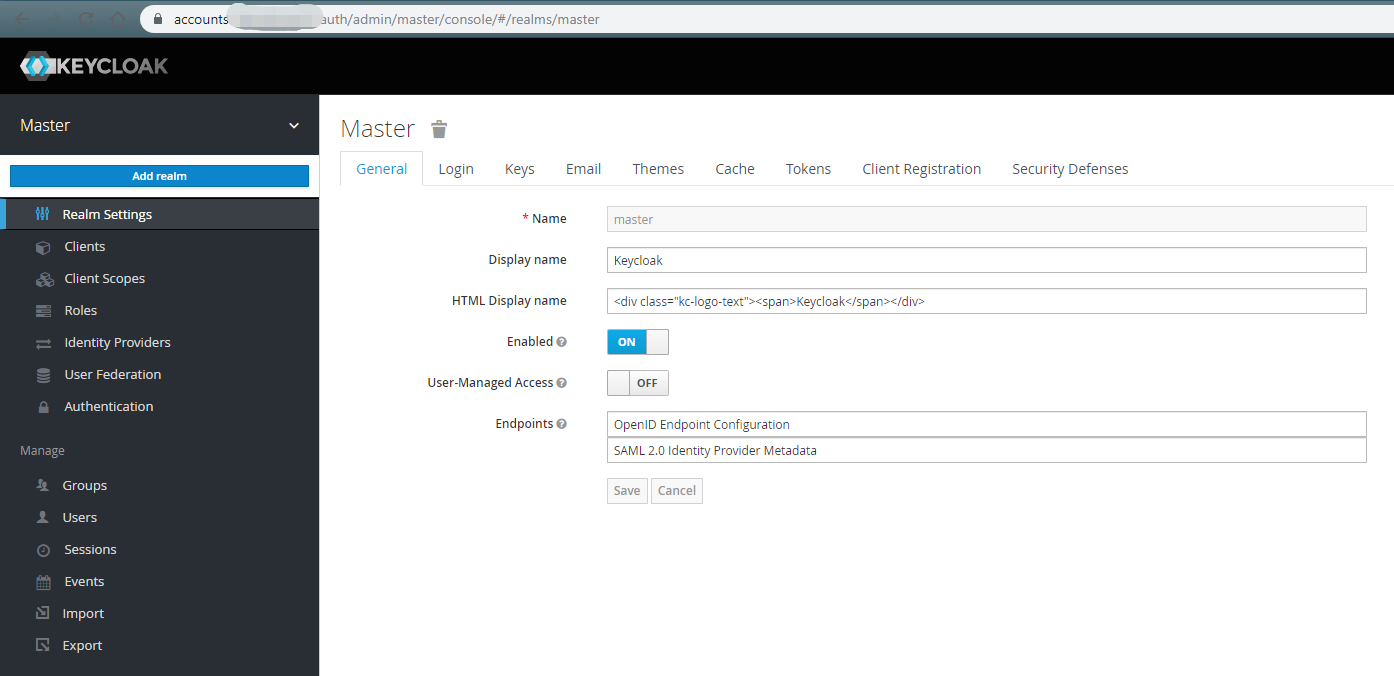 accounts auth/admin/master/console/#/realms/master
KEYCLOAK
Master
Add realm
Realm Settings
Clients
Client Scopes
Roles
Identity Providers
User Federation
Authentication
Manage
Groups
Users
Sessions
Events
Import
Export
Master
General Login Keys Email Themes Cache Tokens Client Registration Security Defenses
* Name master
Display name Keycloak
HTML Display name <div class="kc-logo-text"><span>Keycloak</span></div>
Enabled ON
User-Managed Access OFF
Endpoints OpenID Endpoint Configuration
SAML 2.0 Identity Provider Metadata
Save Cancel